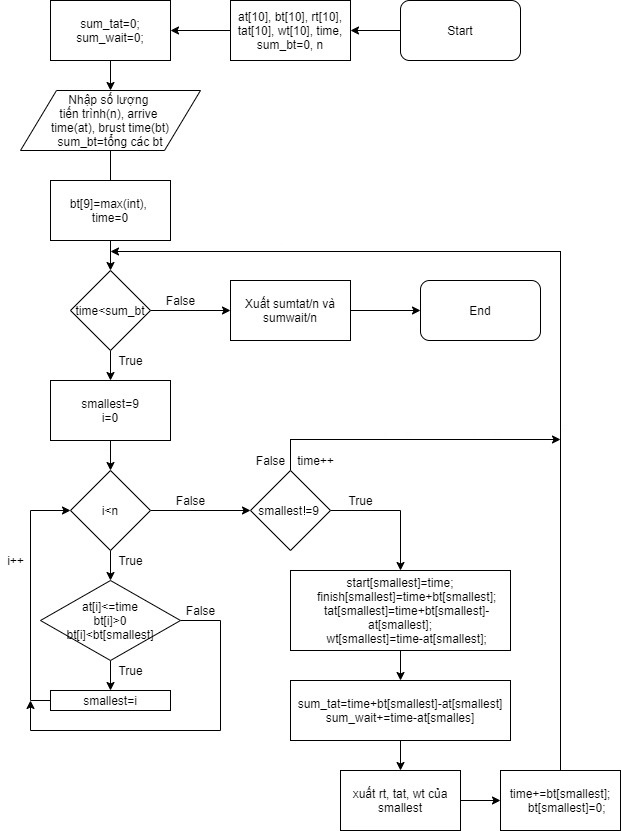 Start
at[10], bt[10], rt[10],
tat[10], wt[10], time,
sum_bt=0, n
sum_tat=0;
sum_wait=0;
Nhập số lượng
tiến trình(n), arrive
time(at), brust time(bt)
sum_bt=tổng các bt
bt[9]=max(int),
time=0
time<sum_bt
False
Xuất sumtat/n và
sumwait/n
End
True
smallest=9
i=0
i<n
False
smallest!=9
False
time++
True
True
i++
at[i]<=time
bt[i]>0
bt[i]<bt[smallest]
False
True
smallest=i
start[smallest]=time;
finish[smallest]=time+bt[smallest];
tat[smallest]=time+bt[smallest]-
at[smallest];
wt[smallest]=time-at[smallest];
sum_tat=time+bt[smallest]-at[smallest]
sum_wait+=time-at[smalles]
xuất rt, tat, wt của
smallest
time+=bt[smallest];
bt[smallest]=0;